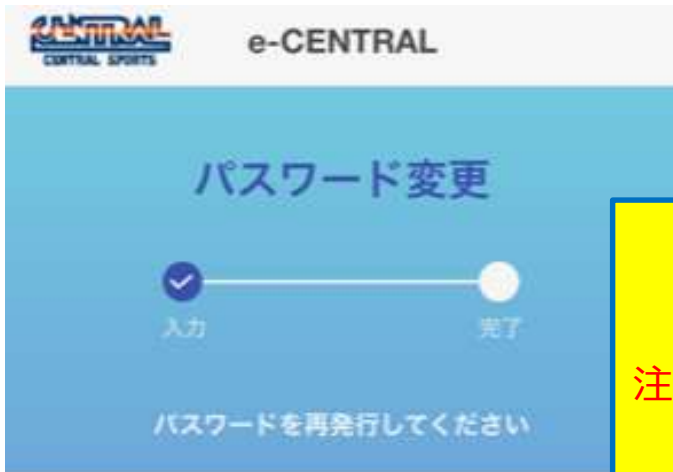 CENTRAL
CENTRAL SPORTS
e-CENTRAL
パスワード変更
入力
完了
パスワードを再発行してください
注